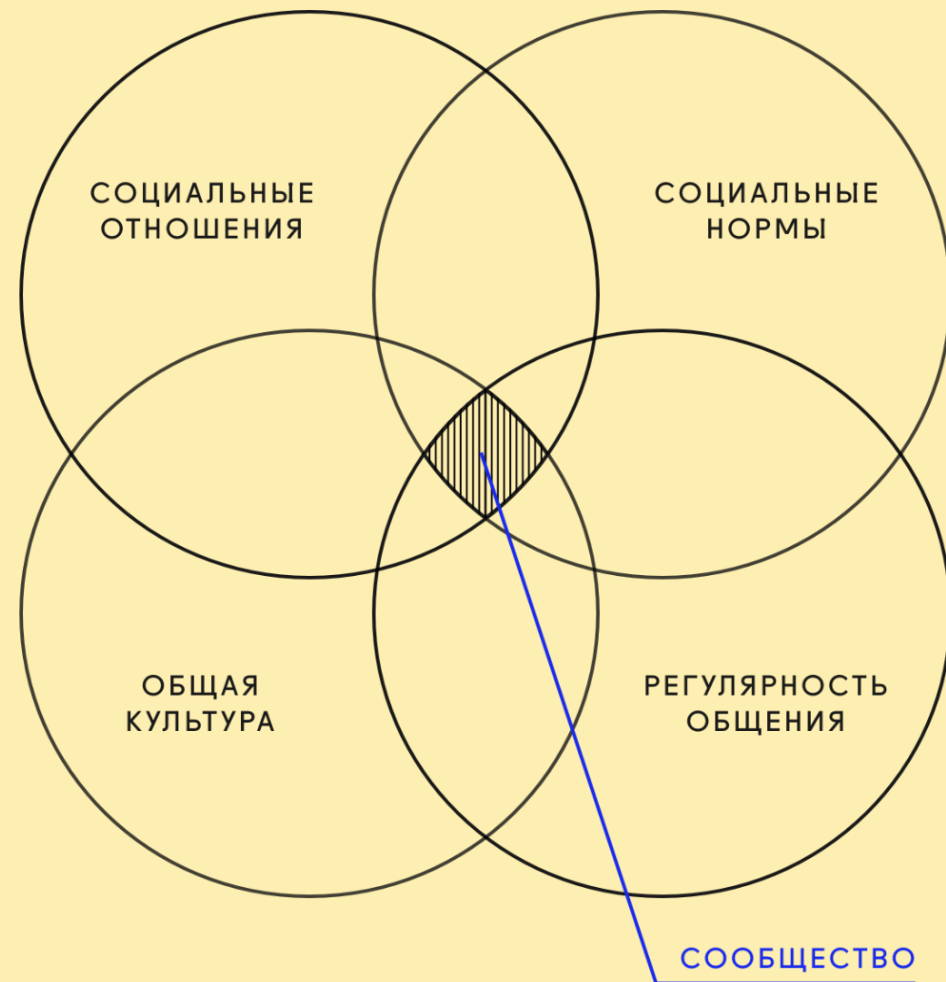 СОЦИАЛЬНЫЕ
ОТНОШЕНИЯ
СОЦИАЛЬНЫЕ
НОРМЫ
ОБЩАЯ
КУЛЬТУРА
РЕГУЛЯРНОСТЬ
ОБЩЕНИЯ
СООБЩЕСТВО